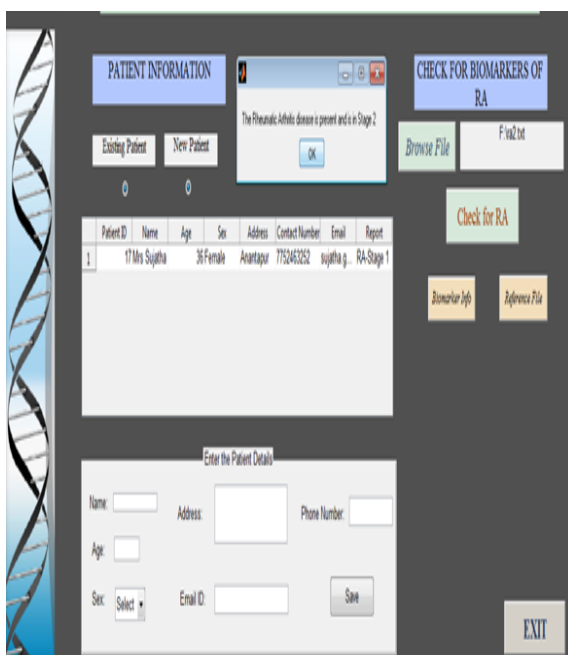 PATIENT INFORMATION
The Rheumatic Arthritis disease is present and is in Stage 2
OK
CHECK FOR BIOMARKERS OF
RA
Existing Patient
New Patient
Browse File
F:\va2.txt
Check for RA
Patient ID Name Age Sex Address Contact Number Email Report
1 17 Mrs Sujatha 36 Female Anantapur 7752463252 sujatha.g... RA-Stage 1
Biomarker Info
Reference File
Enter the Patient Details
Name:
Address:
Phone Number:
Age:
Sex:
Select
Email ID:
Save
EXIT